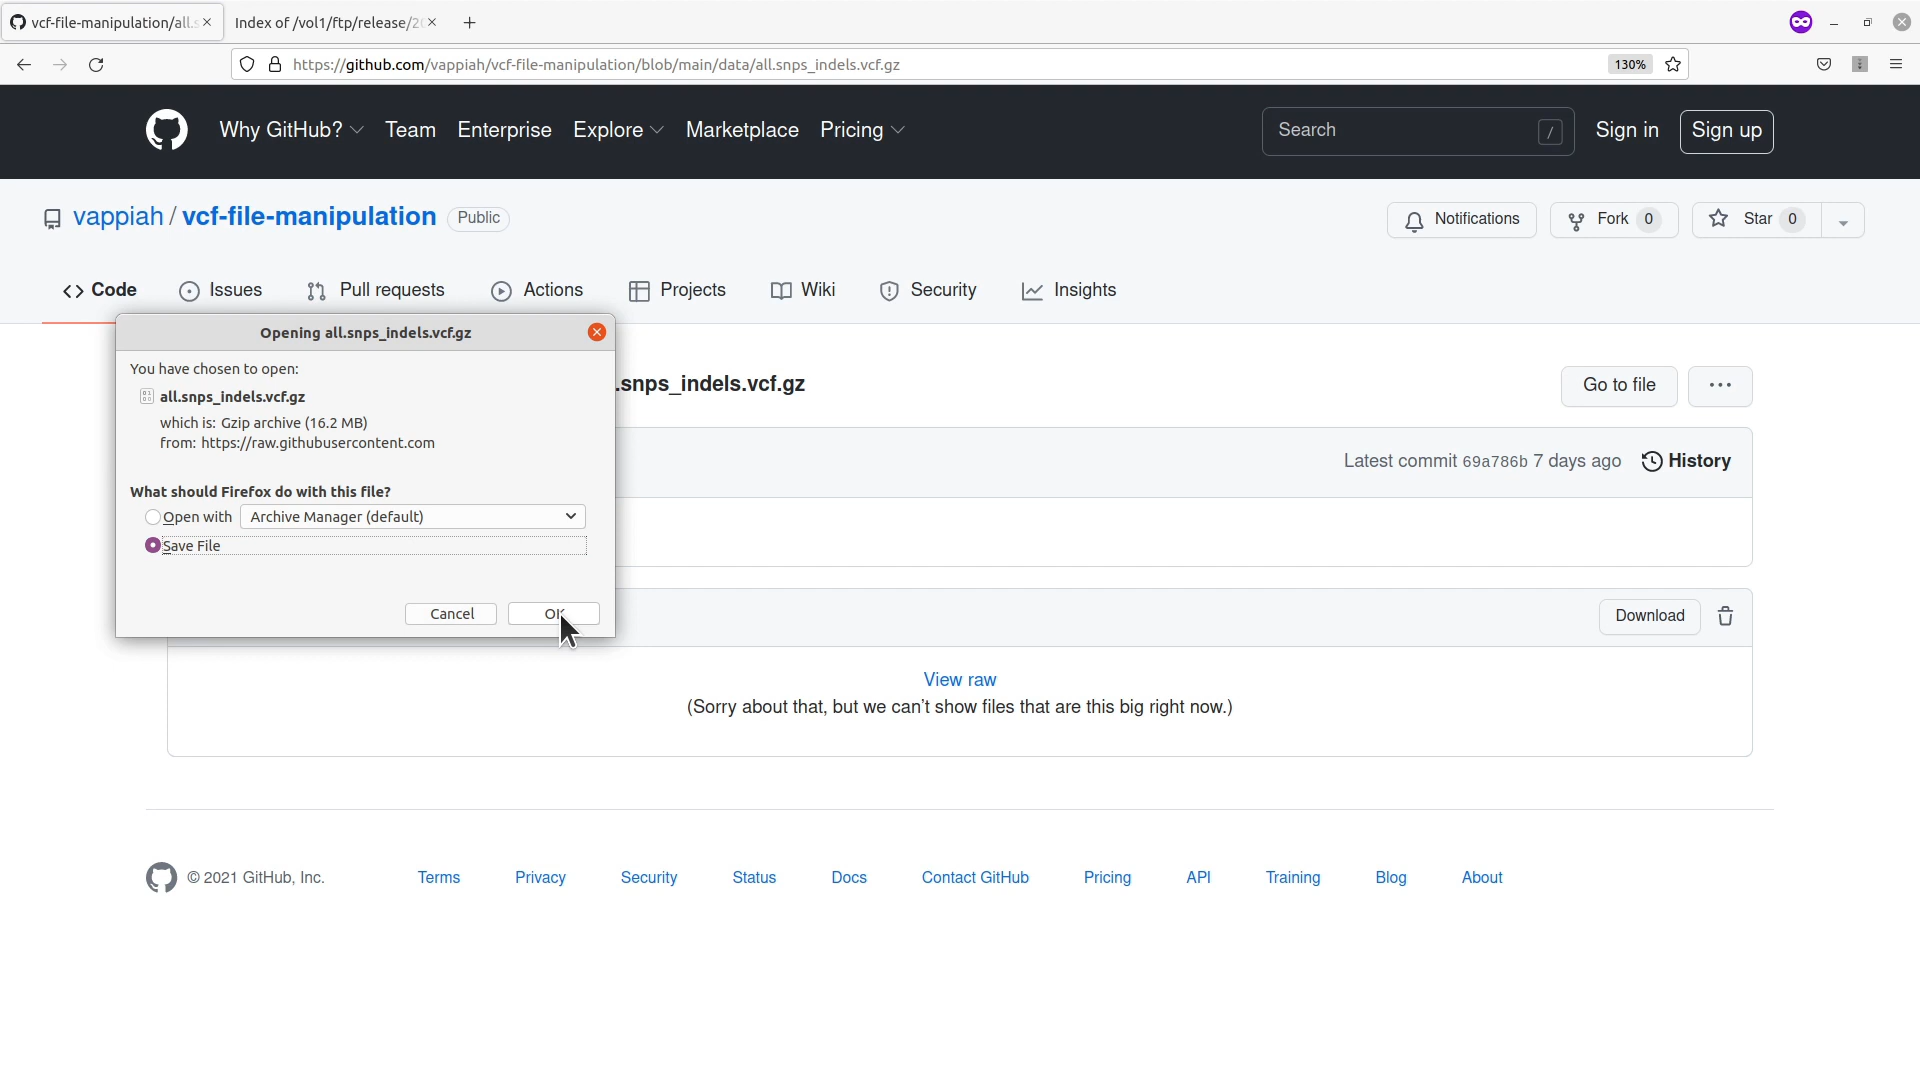 vcf-file-manipulation/all.s
Index of /vol1/ftp/release/2
https://github.com/vappiah/vcf-file-manipulation/blob/main/data/all.snps_indels.vcf.gz
130%
Why GitHub? Team Enterprise Explore Marketplace Pricing
Search /
Sign in
Sign up
vappiah / vcf-file-manipulation Public
Notifications
Fork 0
Star 0
Code Issues Pull requests Actions Projects Wiki Security Insights
Opening all.snps_indels.vcf.gz
You have chosen to open:
all.snps_indels.vcf.gz
which is: Gzip archive (16.2 MB)
from: https://raw.githubusercontent.com
What should Firefox do with this file?
Open with Archive Manager (default)
Save File
Cancel OK
.snps_indels.vcf.gz
Go to file
Latest commit 69a786b 7 days ago History
Download
View raw
(Sorry about that, but we can't show files that are this big right now.)
© 2021 GitHub, Inc. Terms Privacy Security Status Docs Contact GitHub Pricing API Training Blog About